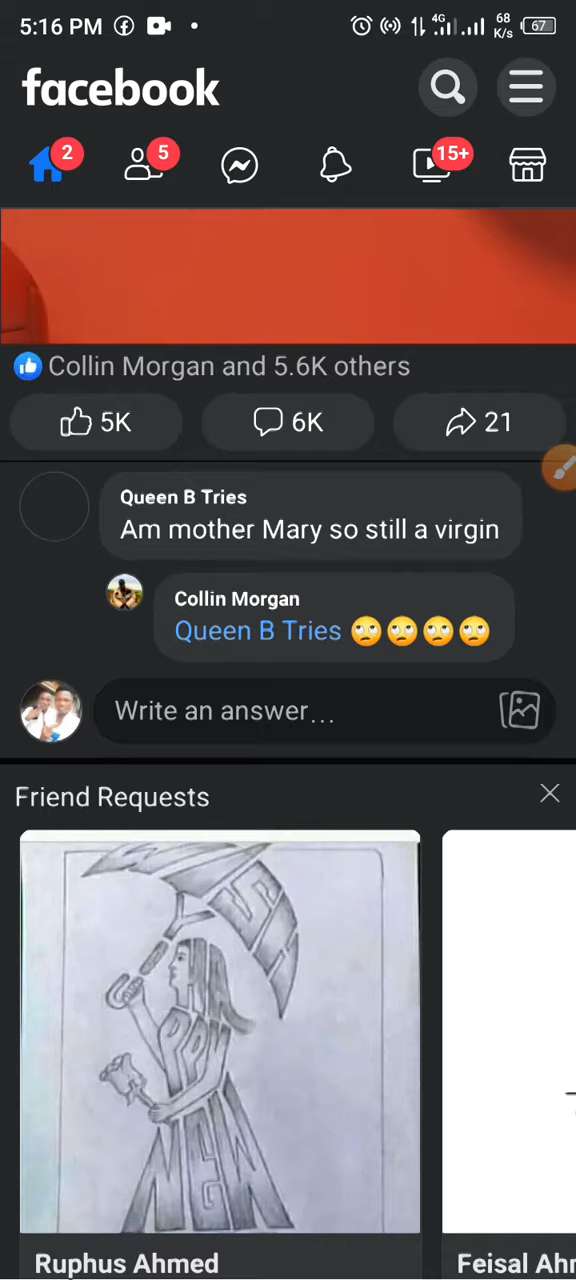 5:16 PM
4G
68
K/s
67
facebook
2
5
15+
Collin Morgan and 5.6K others
5K
6K
21
Queen B Tries
Am mother Mary so still a virgin
Collin Morgan
Queen B Tries 🙄🙄🙄🙄
Write an answer...
Friend Requests
NEW
Ruphus Ahmed
Feisal Ahr